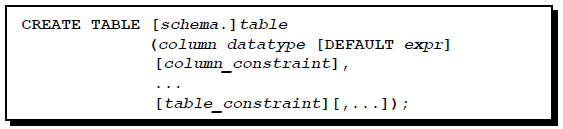 CREATE TABLE [schema.]table
(column datatype [DEFAULT expr]
[column_constraint],
...
[table_constraint][,...]);